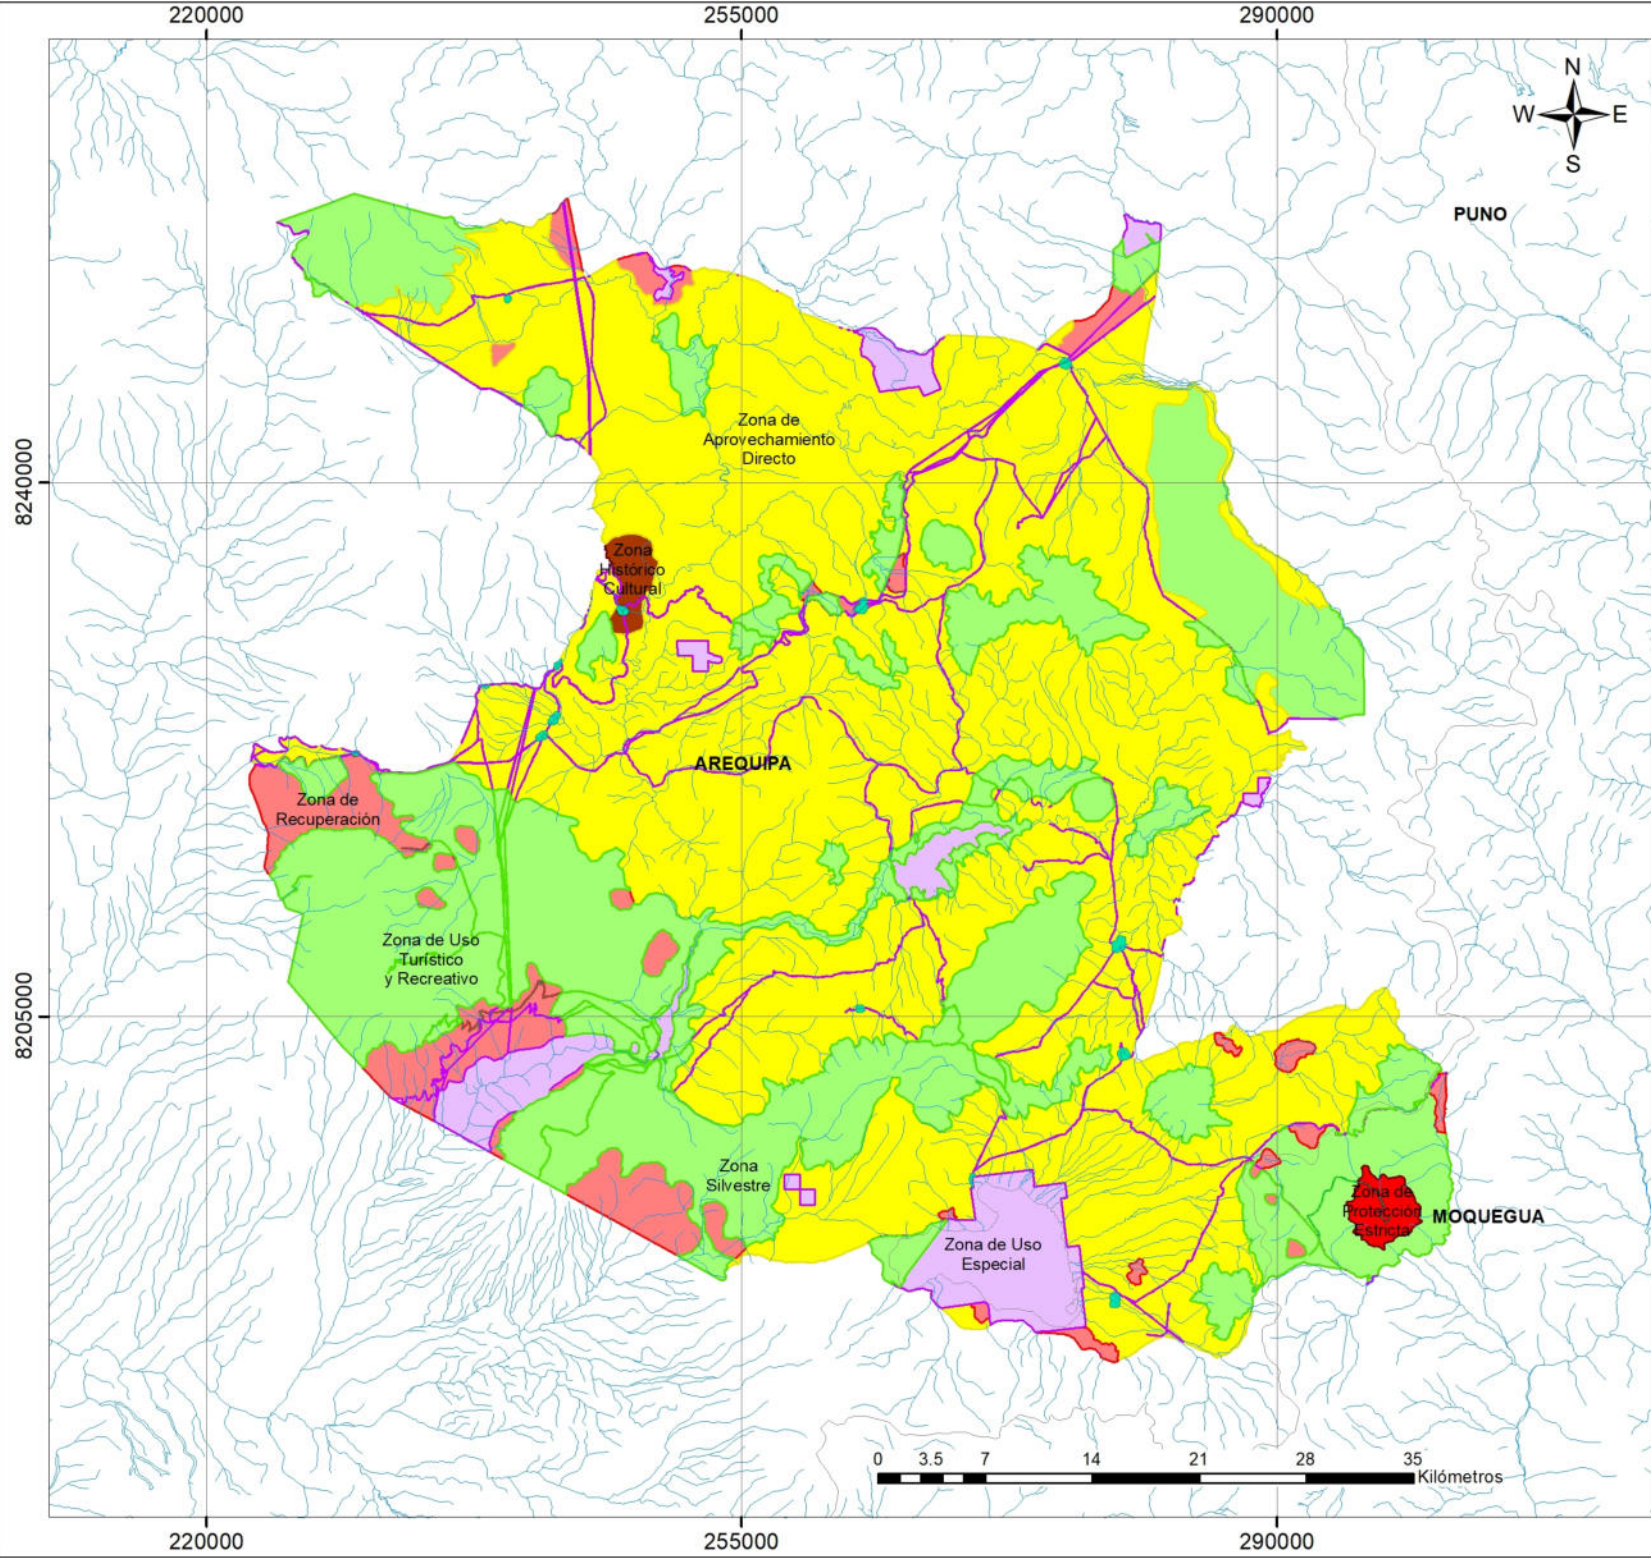 220000
255000
290000
N
W
E
S
PUNO
Zona de
Aprovechamiento
Directo
8240000
Zona
Histórico
Cultural
AREQUIPA
Zona de
Recuperación
Zona de Uso
Turístico
y Recreativo
8205000
Zona
Silvestre
Zona de
Protección
Estricta
MOQUEGUA
Zona de Uso
Especial
0 3.5 7 14 21 28 35
Kilómetros
220000
255000
290000